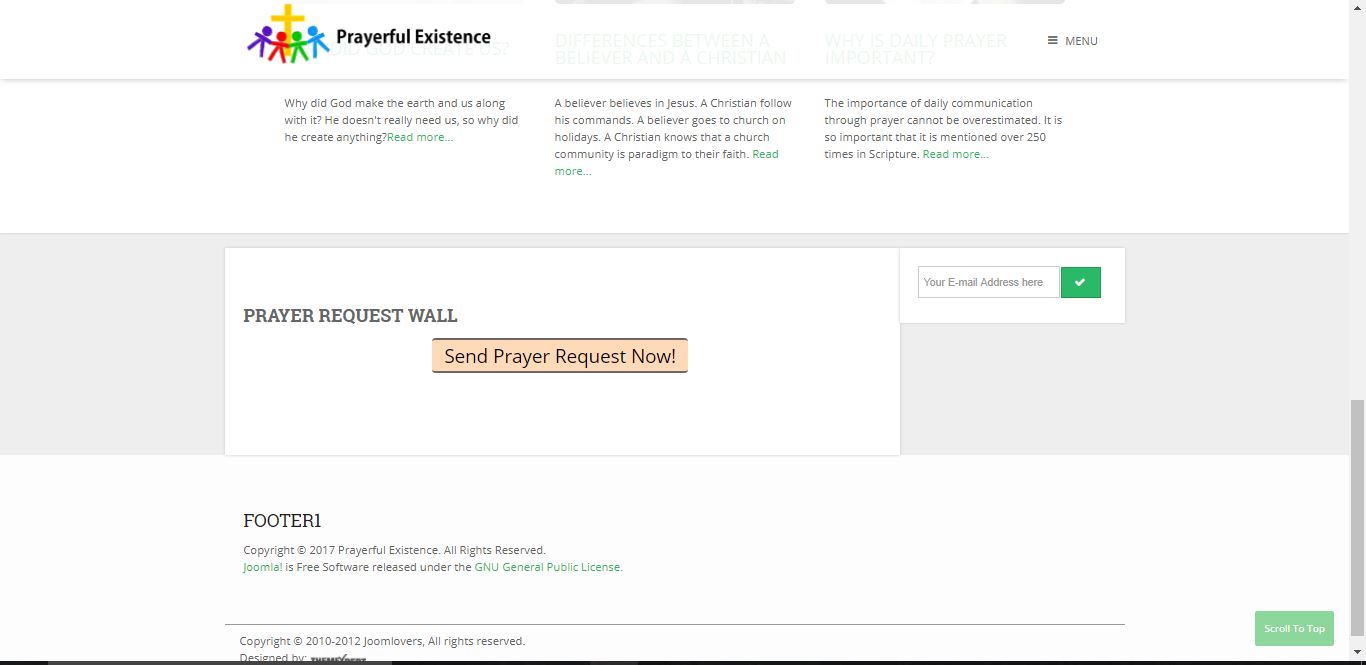 Prayerful Existence
DID GOD CREATE US?
DIFFERENCES BETWEEN A
BELIEVER AND A CHRISTIAN
WHY IS DAILY PRAYER
IMPORTANT?
MENU
Why did God make the earth and us along
with it? He doesn't really need us, so why did
he create anything?Read more...
A believer believes in Jesus. A Christian follow
his commands. A believer goes to church on
holidays. A Christian knows that a church
community is paradigm to their faith. Read
more...
The importance of daily communication
through prayer cannot be overestimated. It is
so important that it is mentioned over 250
times in Scripture. Read more...
PRAYER REQUEST WALL
Send Prayer Request Now!
Your E-mail Address here
FOOTER1
Copyright © 2017 Prayerful Existence. All Rights Reserved.
Joomla! is Free Software released under the GNU General Public License.
Scroll To Top
Copyright © 2010-2012 Joomlovers, All rights reserved.
Designed by: